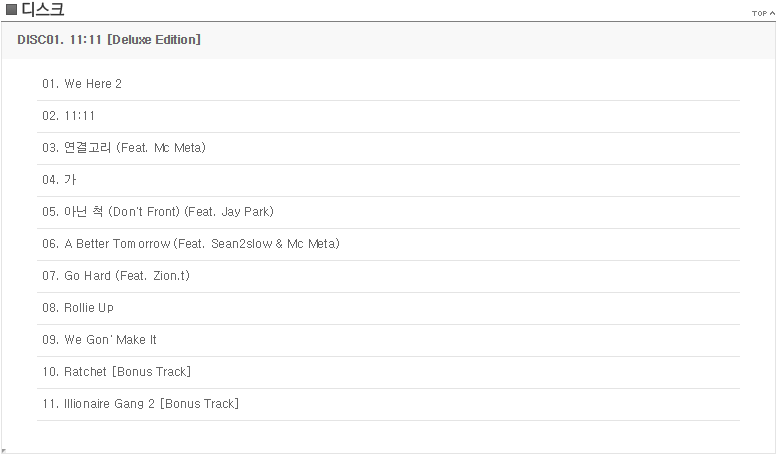 디스크
TOP
DISC01. 11:11 [Deluxe Edition]
01. We Here 2
02. 11:11
03. 연결고리 (Feat. Mc Meta)
04. 가
05. 아닌 척 (Don't Front) (Feat. Jay Park)
06. A Better Tomorrow (Feat. Sean2slow & Mc Meta)
07. Go Hard (Feat. Zion.t)
08. Rollie Up
09. We Gon' Make It
10. Ratchet [Bonus Track]
11. Illionaire Gang 2 [Bonus Track]